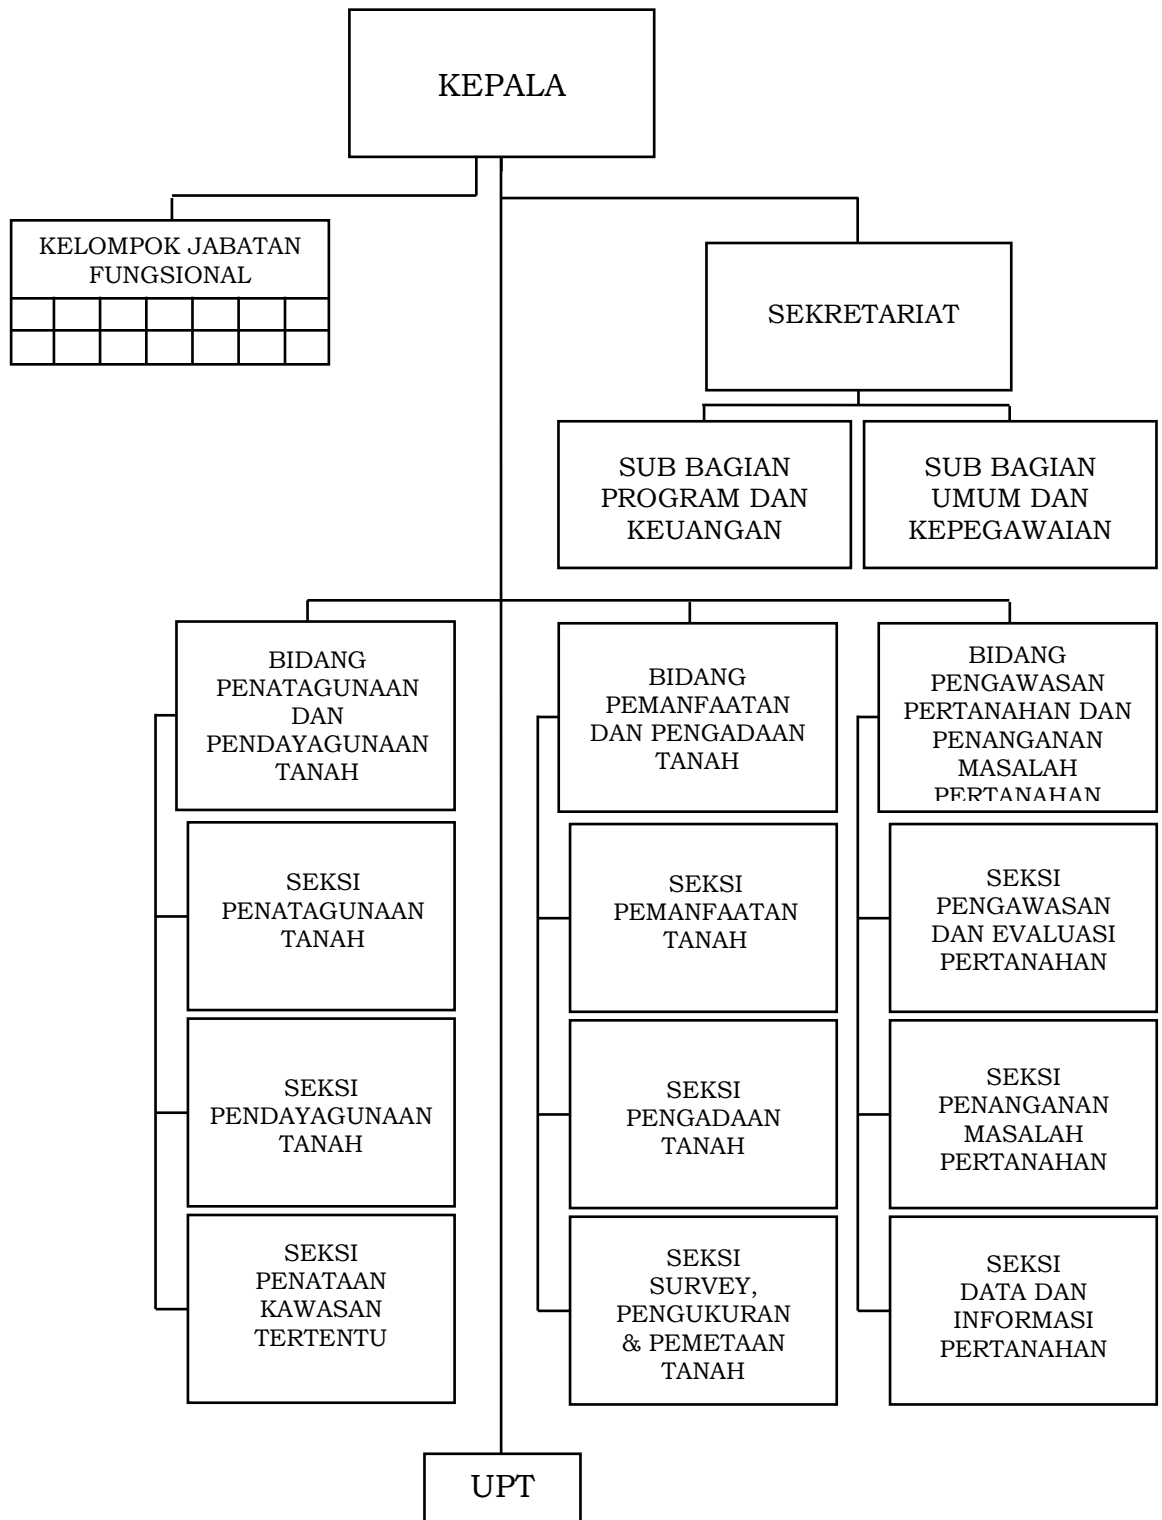 KEPALA
KELOMPOK JABATAN
FUNGSIONAL
SEKRETARIAT
SUB BAGIAN
PROGRAM DAN
KEUANGAN
SUB BAGIAN
UMUM DAN
KEPEGAWAIAN
BIDANG
PENATAGUNAAN
DAN
PENDAYAGUNAAN
TANAH
BIDANG
PEMANFAATAN
DAN PENGADAAN
TANAH
BIDANG
PENGAWASAN
PERTANAHAN DAN
PENANGANAN
MASALAH
PERTANAHAN
SEKSI
PENATAGUNAAN
TANAH
SEKSI
PEMANFAATAN
TANAH
SEKSI
PENGAWASAN
DAN EVALUASI
PERTANAHAN
SEKSI
PENDAYAGUNAAN
TANAH
SEKSI
PENGADAAN
TANAH
SEKSI
PENANGANAN
MASALAH
PERTANAHAN
SEKSI
PENATAAN
KAWASAN
TERTENTU
SEKSI
SURVEY,
PENGUKURAN
& PEMETAAN
TANAH
SEKSI
DATA DAN
INFORMASI
PERTANAHAN
UPT